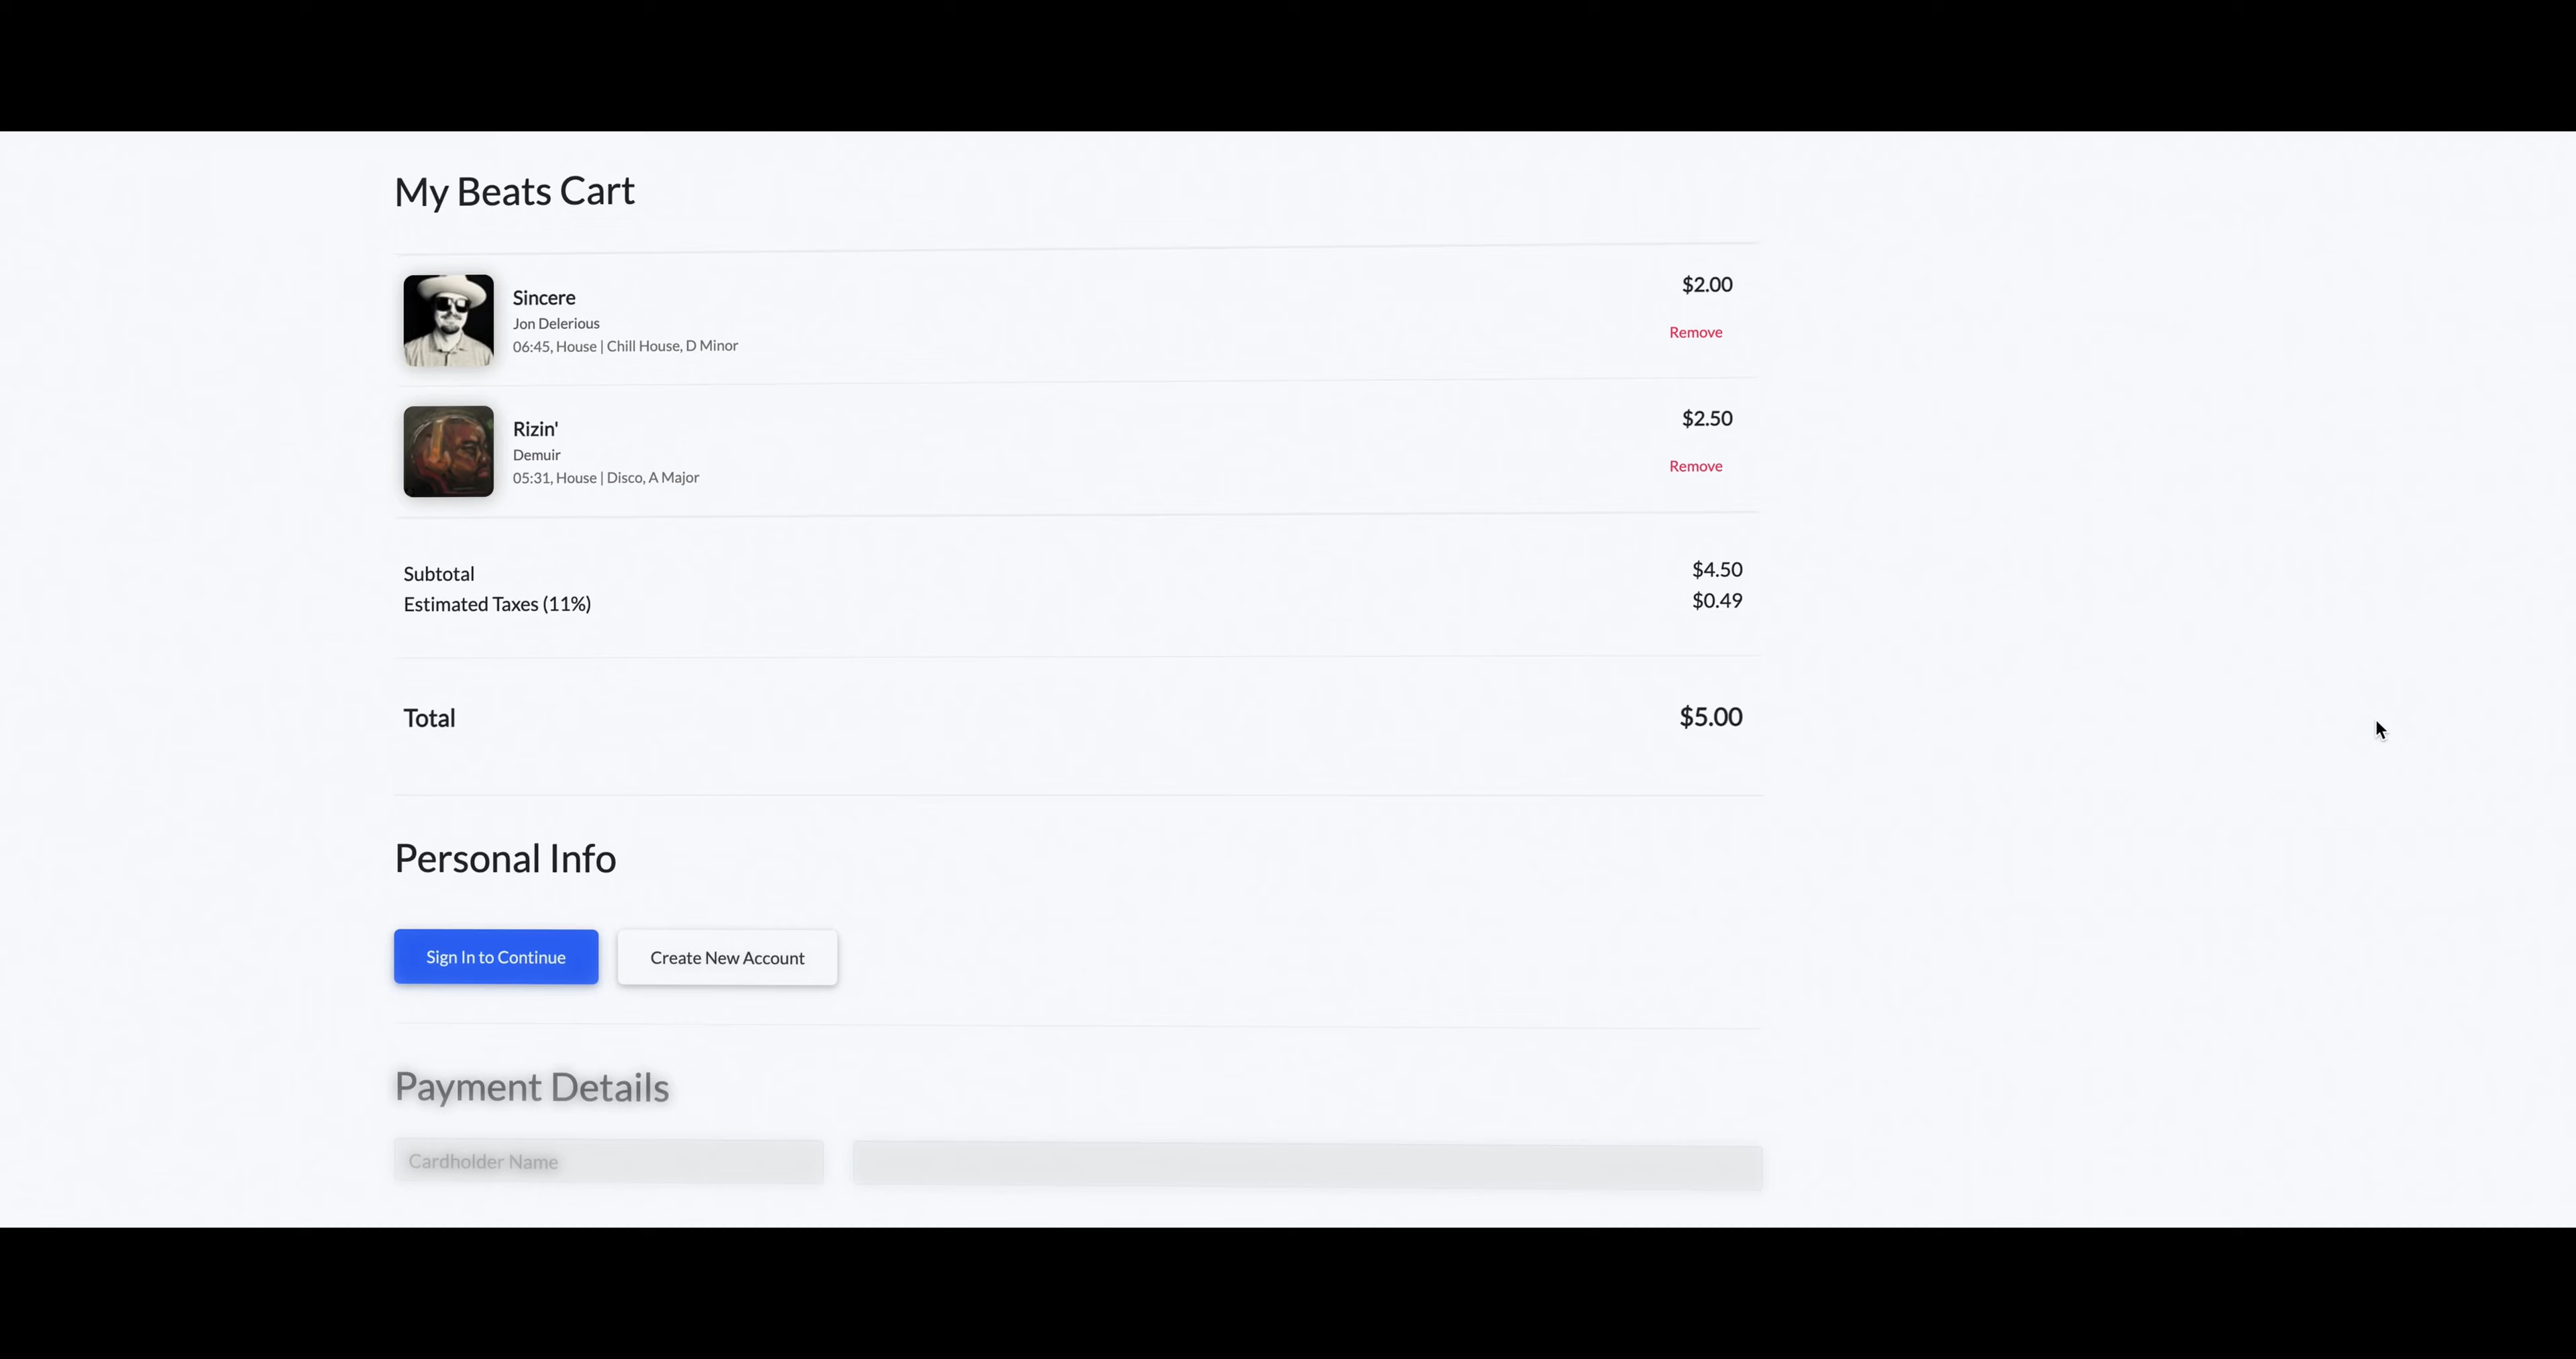 My Beats Cart
Sincere
$2.00
Jon Delerious
Remove
06:45, House | Chill House, D Minor
Rizin'
$2.50
Demuir
Remove
05:31, House | Disco, A Major
Subtotal
$4.50
Estimated Taxes (11%)
$0.49
Total
$5.00
Personal Info
Sign In to Continue
Create New Account
Payment Details
Cardholder Name